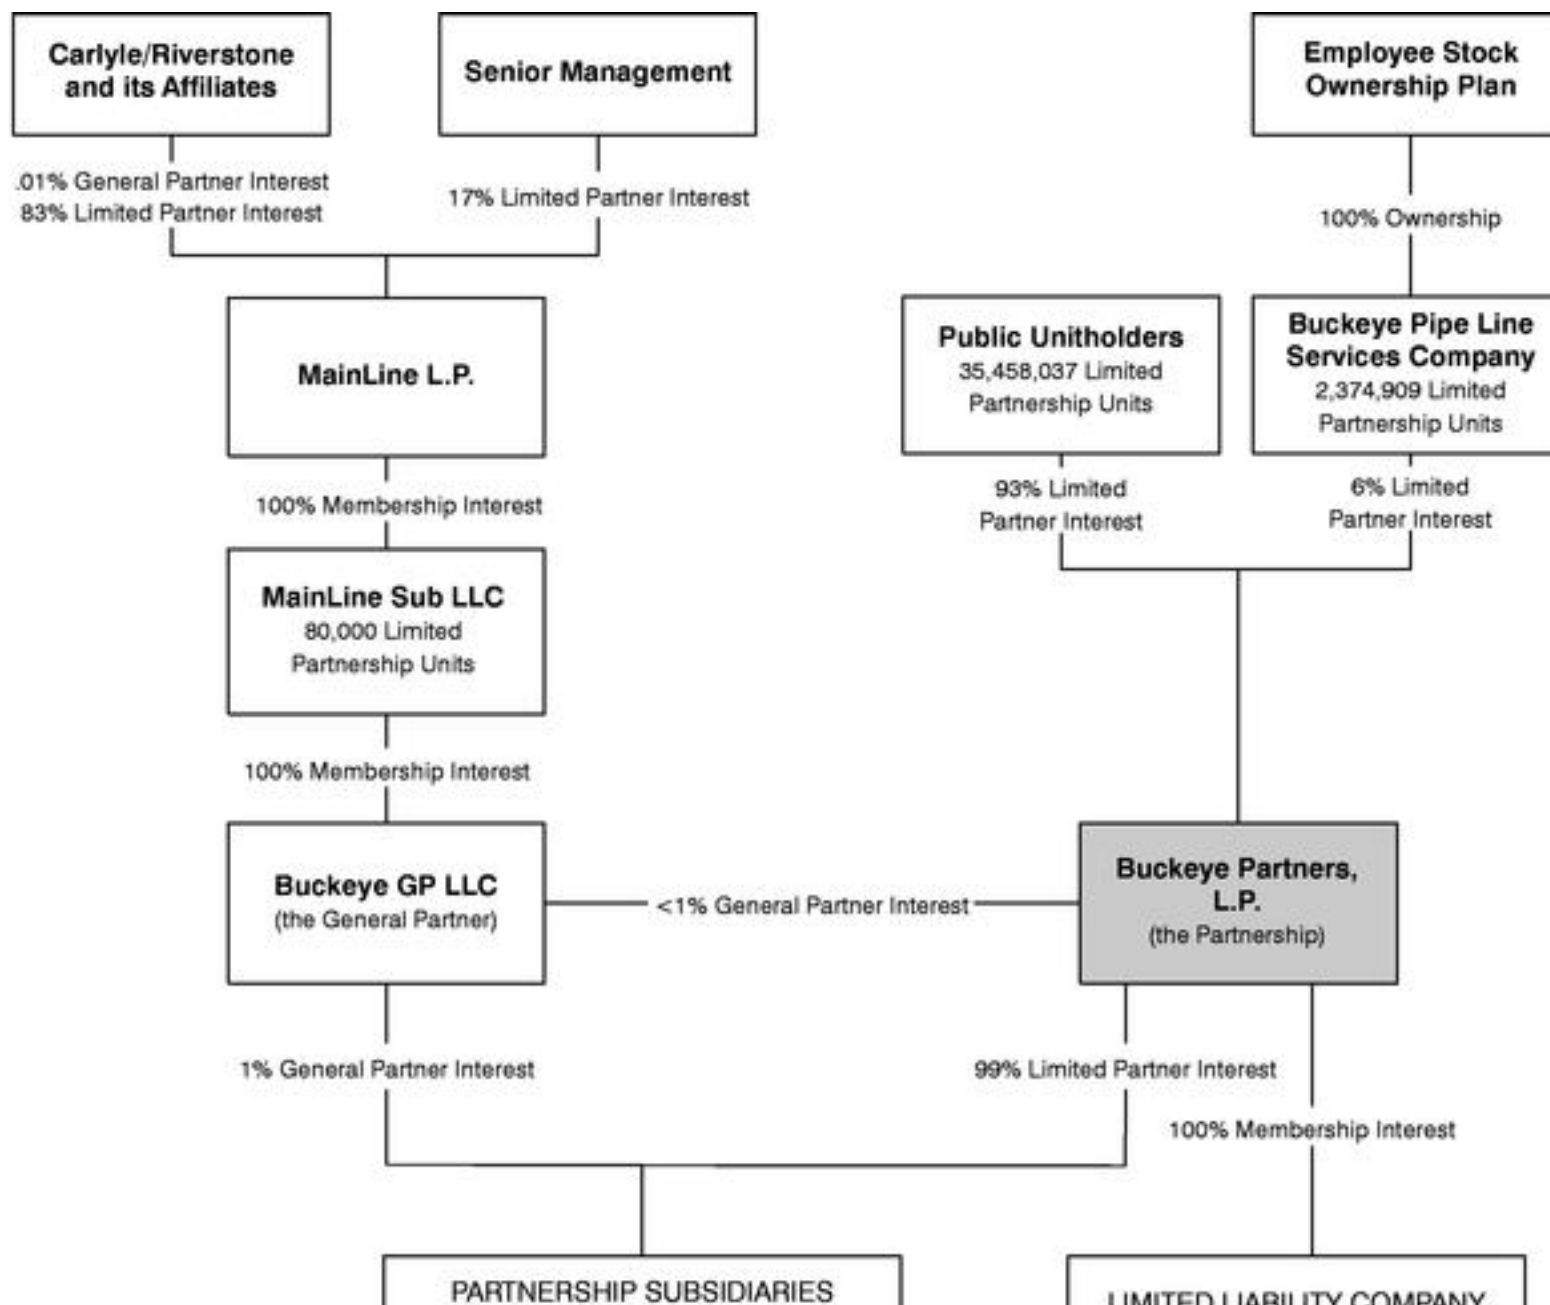 Carlyle/Riverstone
and its Affiliates
Senior Management
Employee Stock
Ownership Plan
.01% General Partner Interest
83% Limited Partner Interest
17% Limited Partner Interest
100% Ownership
MainLine L.P.
Public Unitholders
35,458,037 Limited
Partnership Units
Buckeye Pipe Line
Services Company
2,374,909 Limited
Partnership Units
100% Membership Interest
93% Limited
Partner Interest
6% Limited
Partner Interest
MainLine Sub LLC
80,000 Limited
Partnership Units
100% Membership Interest
Buckeye GP LLC
(the General Partner)
<1% General Partner Interest
Buckeye Partners,
L.P.
(the Partnership)
1% General Partner Interest
99% Limited Partner Interest
100% Membership Interest
PARTNERSHIP SUBSIDIARIES
LIMITED LIABILITY COMPANY